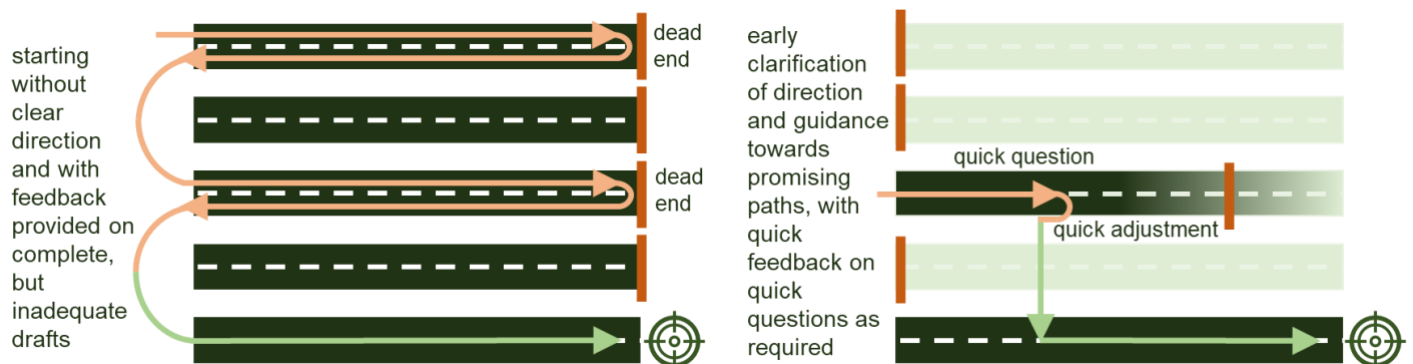 starting
without
clear
direction
and with
feedback
provided on
complete,
but
inadequate
drafts
dead
end
dead
end
early
clarification
of direction
and guidance
towards
promising
paths, with
quick
feedback on
quick
questions as
required
quick question
quick adjustment